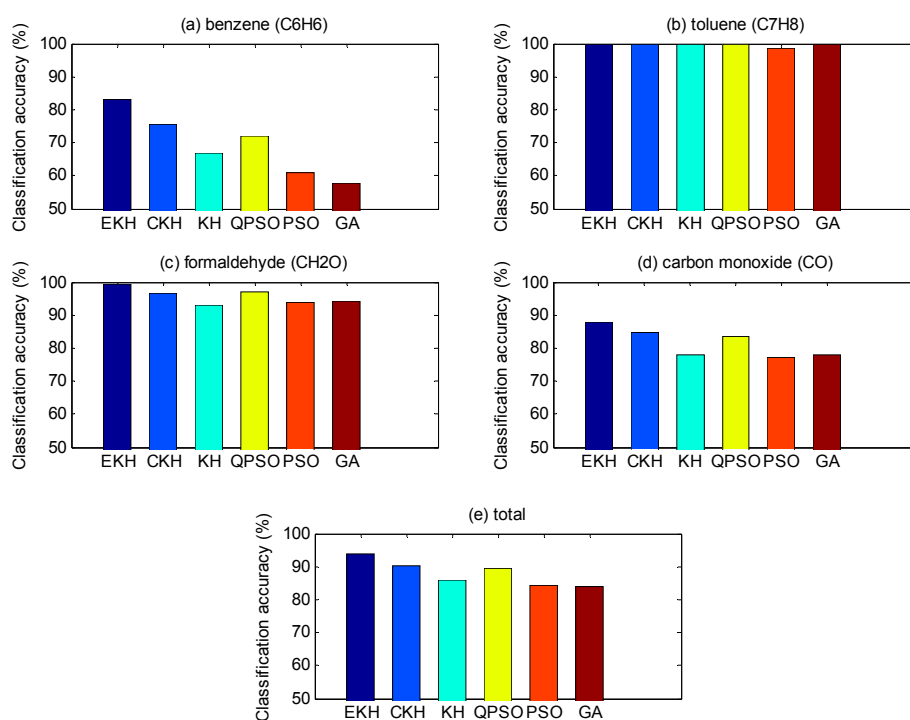 (a) benzene (C6H6)
Classification accuracy (%)
100
90
80
70
60
50
EKH CKH KH QPSO PSO GA
(b) toluene (C7H8)
Classification accuracy (%)
100
90
80
70
60
50
EKH CKH KH QPSO PSO GA
(c) formaldehyde (CH2O)
Classification accuracy (%)
100
90
80
70
60
50
EKH CKH KH QPSO PSO GA
(d) carbon monoxide (CO)
Classification accuracy (%)
100
90
80
70
60
50
EKH CKH KH QPSO PSO GA
(e) total
Classification accuracy (%)
100
90
80
70
60
50
EKH CKH KH QPSO PSO GA